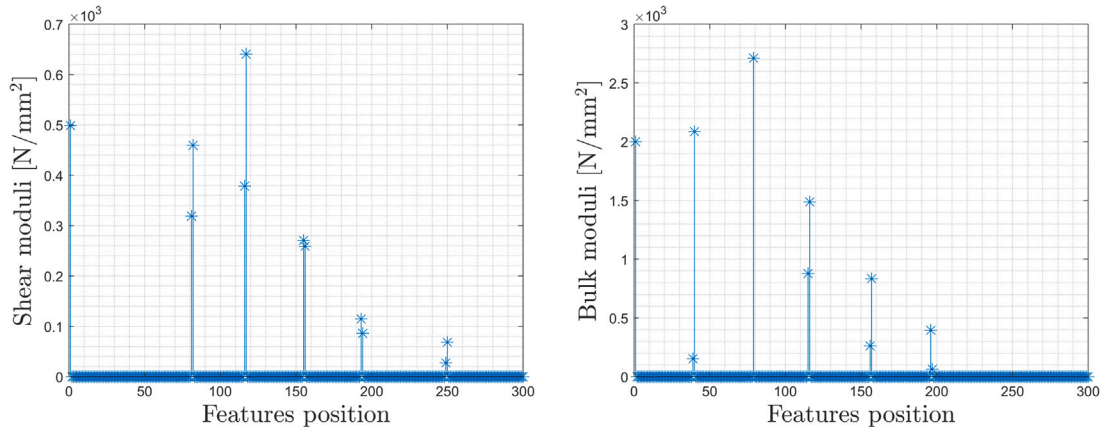 ×10³
0.7
0.6
0.5
0.4
0.3
0.2
0.1
0
Shear moduli [N/mm²]
0 50 100 150 200 250 300
Features position
×10³
3
2.5
2
1.5
1
0.5
0
Bulk moduli [N/mm²]
0 50 100 150 200 250 300
Features position